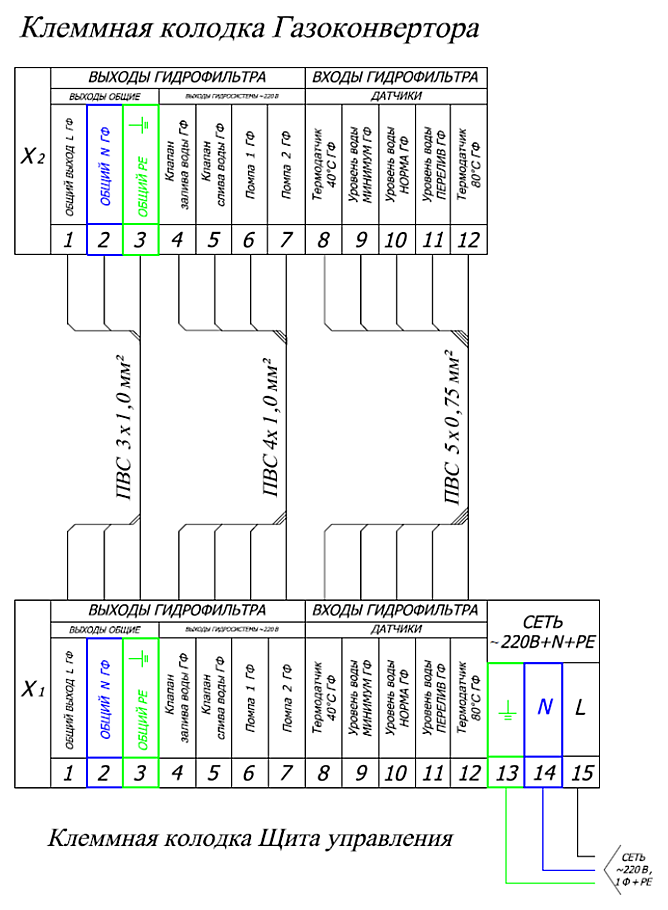 Клеммная колодка Газоконвертора
X2
ВЫХОДЫ ГИДРОФИЛЬТРА
ВХОДЫ ГИДРОФИЛЬТРА
ВЫХОДЫ ОБЩИЕ
ВЫХОДЫ ГИДРОСИСТЕМЫ ~220 В
ДАТЧИКИ
ОБЩИЙ ВЫХОД L ГФ
ОБЩИЙ N ГФ
ОБЩИЙ PE
Клапан
залива воды ГФ
Клапан
слива воды ГФ
Помпа 1 ГФ
Помпа 2 ГФ
Термодатчик
40°С ГФ
Уровень воды
МИНИМУМ ГФ
Уровень воды
НОРМА ГФ
Уровень воды
ПЕРЕЛИВ ГФ
Термодатчик
80°С ГФ
1 2 3 4 5 6 7 8 9 10 11 12
ПВС 3 х 1,0 мм²
ПВС 4х 1,0 мм²
ПВС 5 х 0,75 мм²
X1
ВЫХОДЫ ГИДРОФИЛЬТРА
ВХОДЫ ГИДРОФИЛЬТРА
СЕТЬ
~220В+N+PE
ВЫХОДЫ ОБЩИЕ
ВЫХОДЫ ГИДРОСИСТЕМЫ ~220 В
ДАТЧИКИ
ОБЩИЙ ВЫХОД L ГФ
ОБЩИЙ N ГФ
ОБЩИЙ PE
Клапан
залива воды ГФ
Клапан
слива воды ГФ
Помпа 1 ГФ
Помпа 2 ГФ
Термодатчик
40°С ГФ
Уровень воды
МИНИМУМ ГФ
Уровень воды
НОРМА ГФ
Уровень воды
ПЕРЕЛИВ ГФ
Термодатчик
80°С ГФ
N
L
1 2 3 4 5 6 7 8 9 10 11 12 13 14 15
Клеммная колодка Щита управления
СЕТЬ
~220 В,
1 Ф + PE